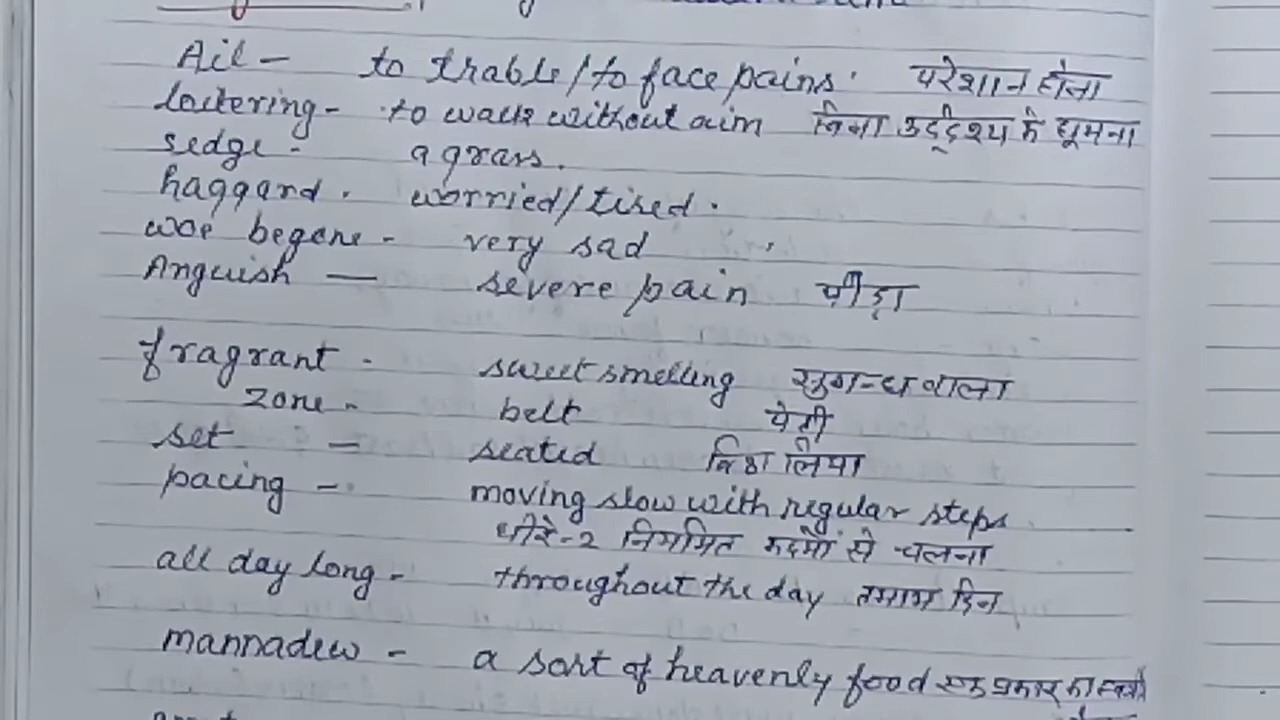 Ail - to trable/to face pains. परेशान होना
loitering - to walk without aim बिना उद्देश्य के घूमना
sedge - a grass.
haggard. worried/tired.
woe begone - very sad
Anguish — severe pain पीड़ा
fragrant - sweet smelling सुगन्ध वाला
zone - belt पेटी
set - seated बिठा लिया
pacing - moving slow with regular steps
धीरे-२ नियमित कदमों से चलना
all day long - throughout the day तमाम दिन
mannadew - a sort of heavenly food एक प्रकार का